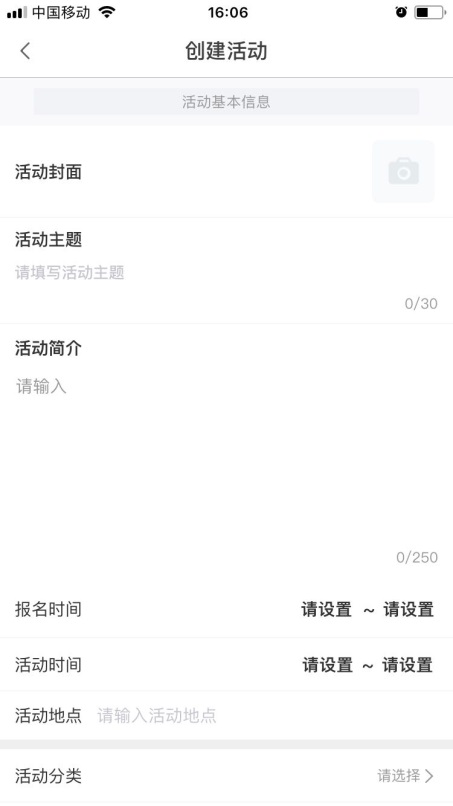 中国移动 16:06
创建活动
活动基本信息
活动封面
活动主题
请填写活动主题
0/30
活动简介
请输入
0/250
报名时间 请设置 ~ 请设置
活动时间 请设置 ~ 请设置
活动地点 请输入活动地点
活动分类 请选择